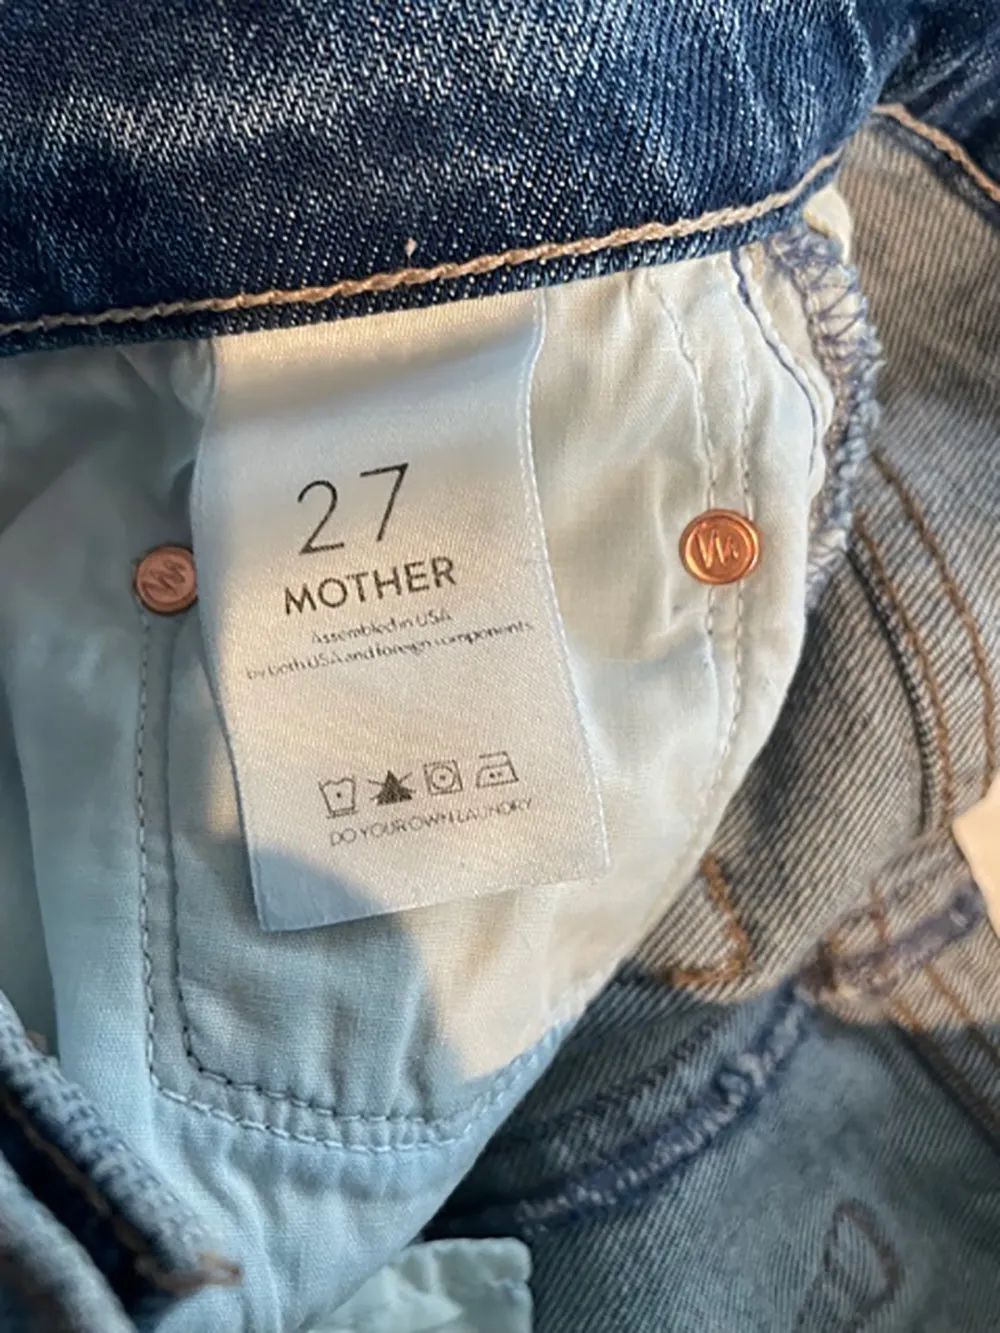 27
MOTHER
Assembled in USA
by both USA and foreign components
DO YOUR OWN LAUNDRY